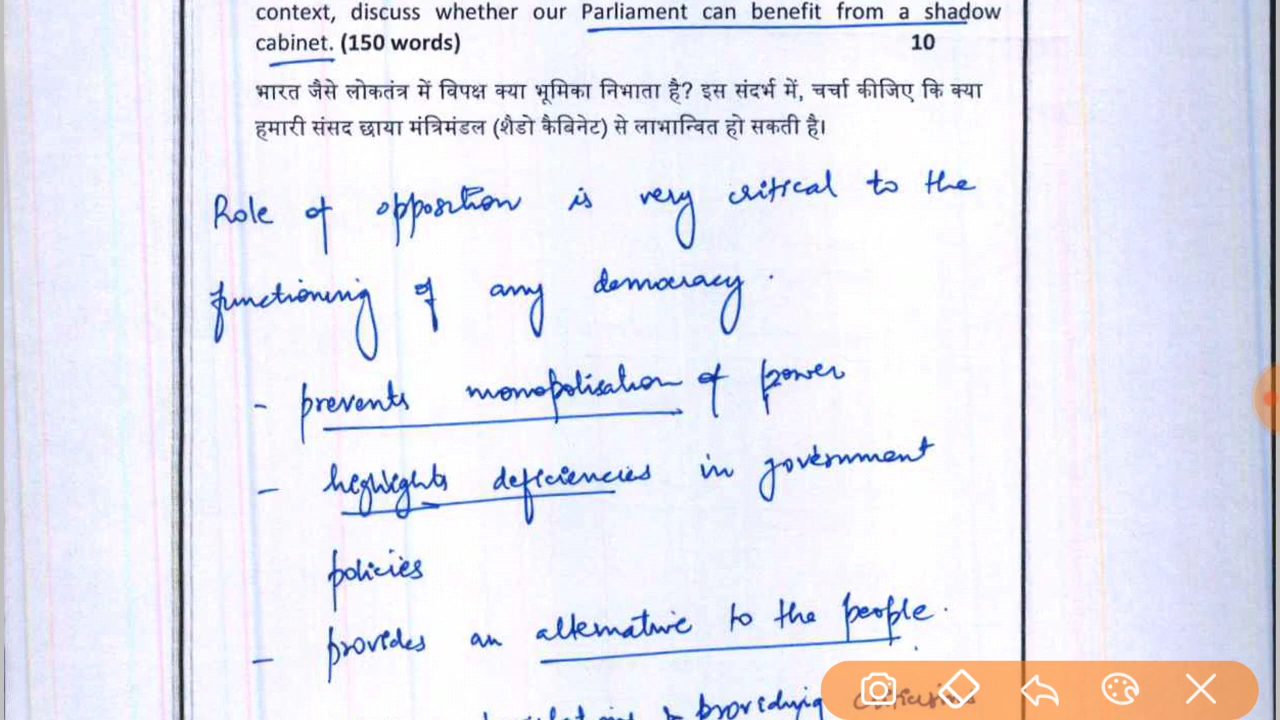 context, discuss whether our Parliament can benefit from a shadow
cabinet. (150 words) 10
भारत जैसे लोकतंत्र में विपक्ष क्या भूमिका निभाता है? इस संदर्भ में, चर्चा कीजिए कि क्या
हमारी संसद छाया मंत्रिमंडल (शैडो कैबिनेट) से लाभान्वित हो सकती है।
Role of opposition is very critical to the
functioning of any democracy.
- prevents monopolisation of power
- highlights deficiencies in government
policies
- provides an alternative to the people.
& providing criticism